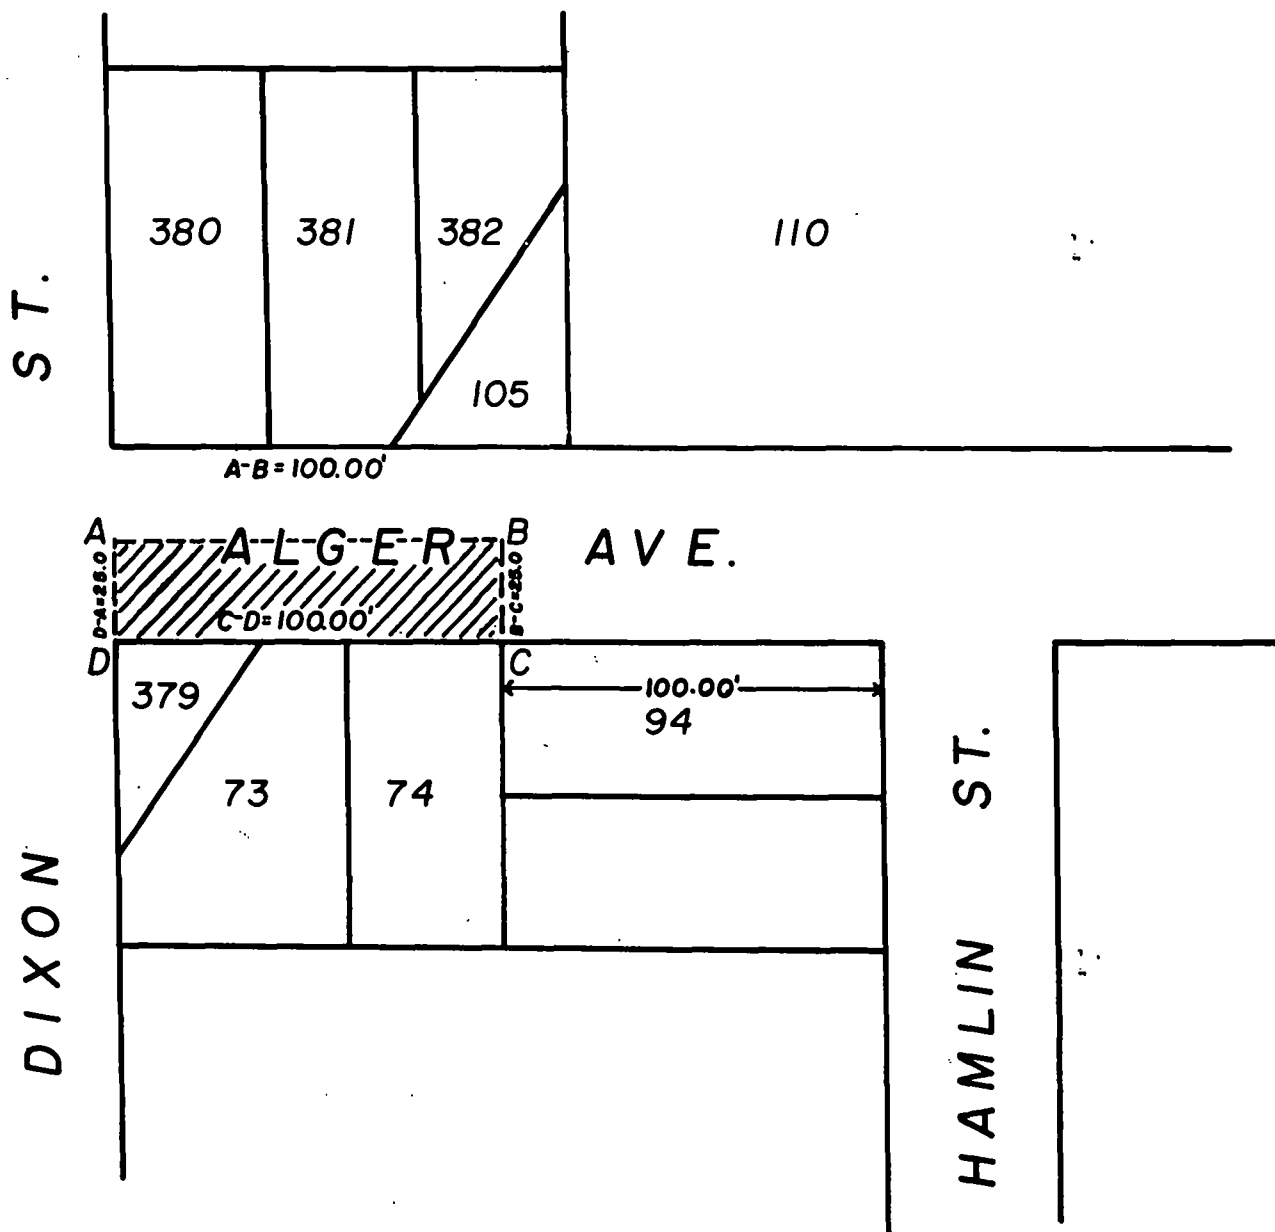 380 381 382 110
ST.
105
A-B=100.00'
A B
ALGER AVE.
D-A=25.0
B-C=25.0
C-D=100.00'
D C
379
100.00'
94
73 74
DIXON
HAMLIN ST.